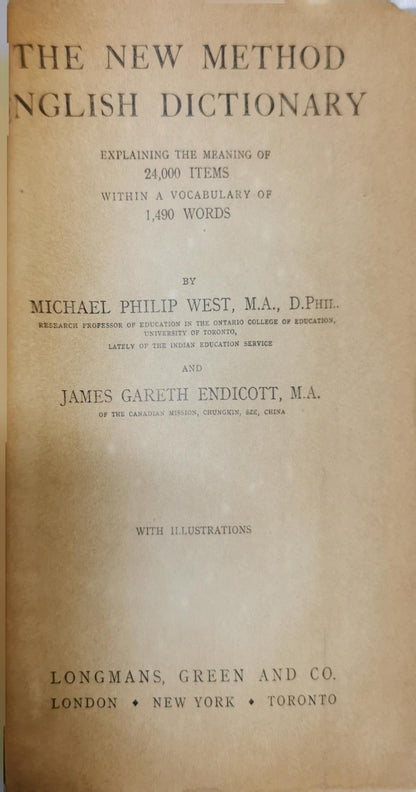 THE NEW METHOD
ENGLISH DICTIONARY
EXPLAINING THE MEANING OF
24,000 ITEMS
WITHIN A VOCABULARY OF
1,490 WORDS
BY
MICHAEL PHILIP WEST, M.A., D.PHIL.
RESEARCH PROFESSOR OF EDUCATION IN THE ONTARIO COLLEGE OF EDUCATION,
UNIVERSITY OF TORONTO,
LATELY OF THE INDIAN EDUCATION SERVICE
AND
JAMES GARETH ENDICOTT, M.A.
OF THE CANADIAN MISSION, CHUNGKIN, SZE, CHINA
WITH ILLUSTRATIONS
LONGMANS, GREEN AND CO.
LONDON ♦ NEW YORK ♦ TORONTO